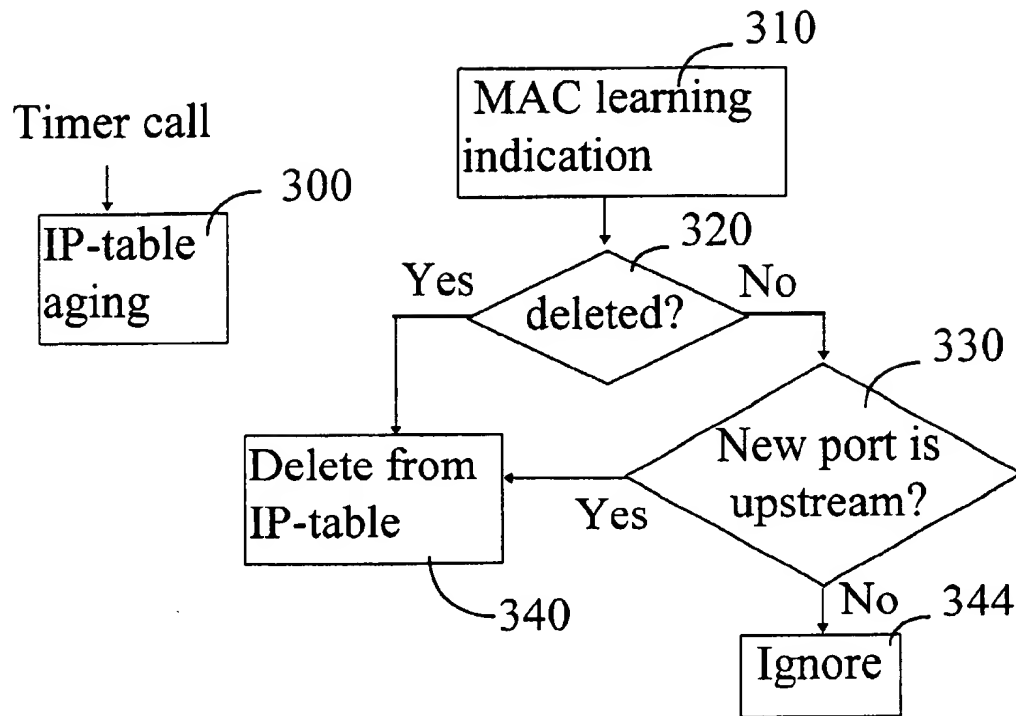 310
MAC learning
indication
Timer call
300
IP-table
aging
320
Yes
No
deleted?
330
New port is
upstream?
Delete from
IP-table
Yes
340
No
344
Ignore